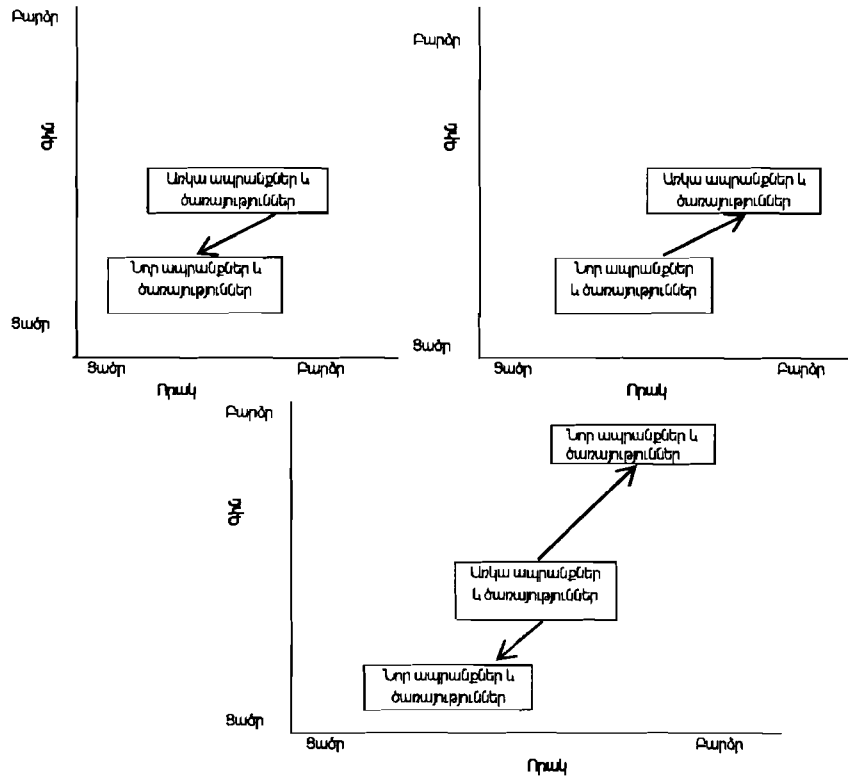 Բարձր
Գին
Առկա ապրանքներ և
ծառայություններ
Նոր ապրանքներ և
ծառայություններ
Ցածր
Ցածր
Բարձր
Որակ
Բարձր
Գին
Առկա ապրանքներ և
ծառայություններ
Նոր ապրանքներ
և ծառայություններ
Ցածր
Ցածր
Բարձր
Որակ
Բարձր
Գին
Նոր ապրանքներ և
ծառայություններ
Առկա ապրանքներ
և ծառայություններ
Նոր ապրանքներ և
ծառայություններ
Ցածր
Ցածր
Բարձր
Որակ